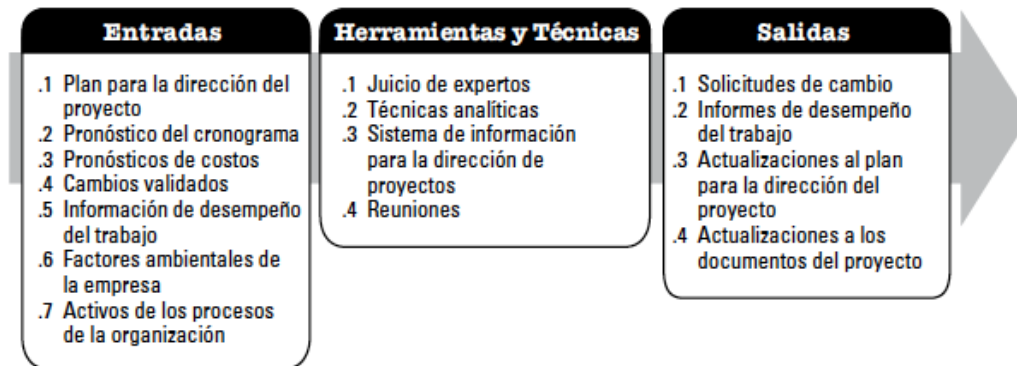 Entradas
.1 Plan para la dirección del
proyecto
.2 Pronóstico del cronograma
.3 Pronósticos de costos
.4 Cambios validados
.5 Información de desempeño
del trabajo
.6 Factores ambientales de
la empresa
.7 Activos de los procesos
de la organización
Herramientas y Técnicas
.1 Juicio de expertos
.2 Técnicas analíticas
.3 Sistema de información
para la dirección de
proyectos
.4 Reuniones
Salidas
.1 Solicitudes de cambio
.2 Informes de desempeño
del trabajo
.3 Actualizaciones al plan
para la dirección del
proyecto
.4 Actualizaciones a los
documentos del proyecto